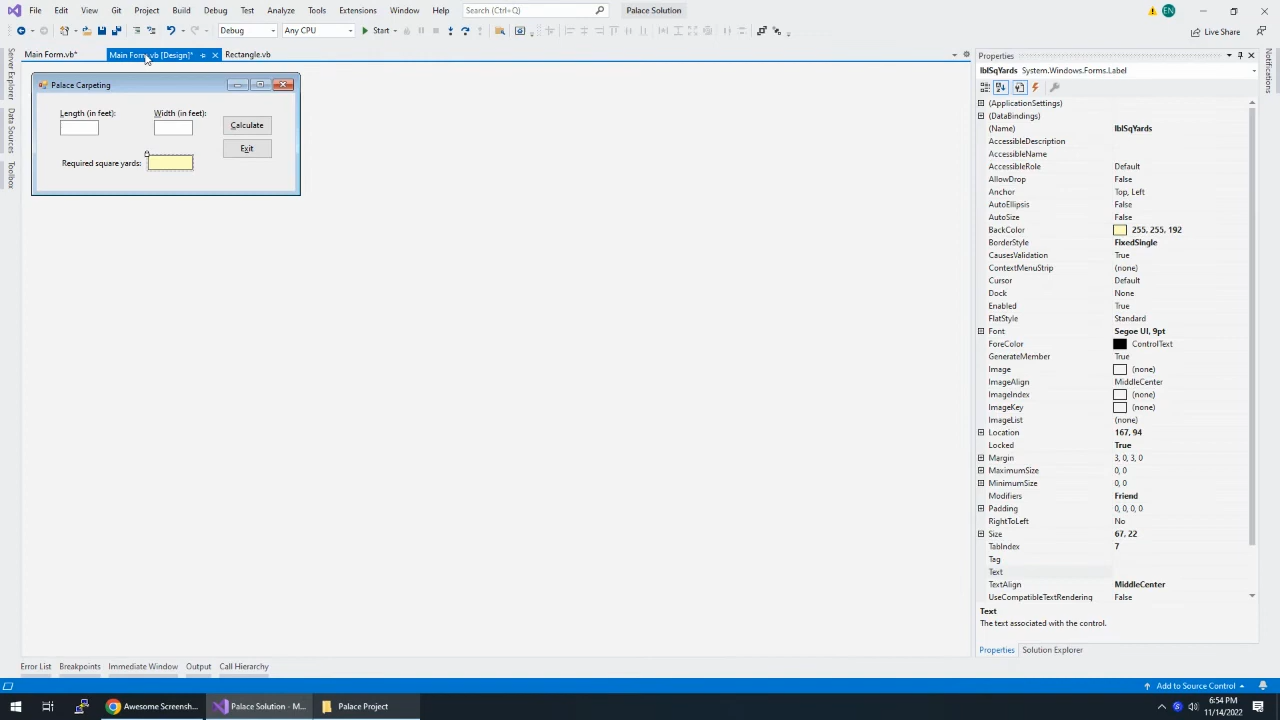 File Edit View Git Project Build Debug Test Analyze Tools Extensions Window Help Search (Ctrl+Q) Palace Solution EN
Debug Any CPU Start Live Share
Main Form.vb* Main Form.vb [Design]* Rectangle.vb
Server Explorer
Data Sources
Toolbox
Palace Carpeting
Length (in feet): Width (in feet):
Calculate
Exit
Required square yards:
Properties
lblSqYards System.Windows.Forms.Label
(ApplicationSettings)
(DataBindings)
(Name) lblSqYards
AccessibleDescription
AccessibleName
AccessibleRole Default
AllowDrop False
Anchor Top, Left
AutoEllipsis False
AutoSize False
BackColor 255, 255, 192
BorderStyle FixedSingle
CausesValidation True
ContextMenuStrip (none)
Cursor Default
Dock None
Enabled True
FlatStyle Standard
Font Segoe UI, 9pt
ForeColor ControlText
GenerateMember True
Image (none)
ImageAlign MiddleCenter
ImageIndex (none)
ImageKey (none)
ImageList (none)
Location 167, 94
Locked True
Margin 3, 0, 3, 0
MaximumSize 0, 0
MinimumSize 0, 0
Modifiers Friend
Padding 0, 0, 0, 0
RightToLeft No
Size 67, 22
TabIndex 7
Tag
Text
TextAlign MiddleCenter
UseCompatibleTextRendering False
Text
The text associated with the control.
Properties Solution Explorer
Notifications
Error List Breakpoints Immediate Window Output Call Hierarchy
Add to Source Control
Awesome Screensh... Palace Solution - M... Palace Project
6:54 PM
11/14/2022